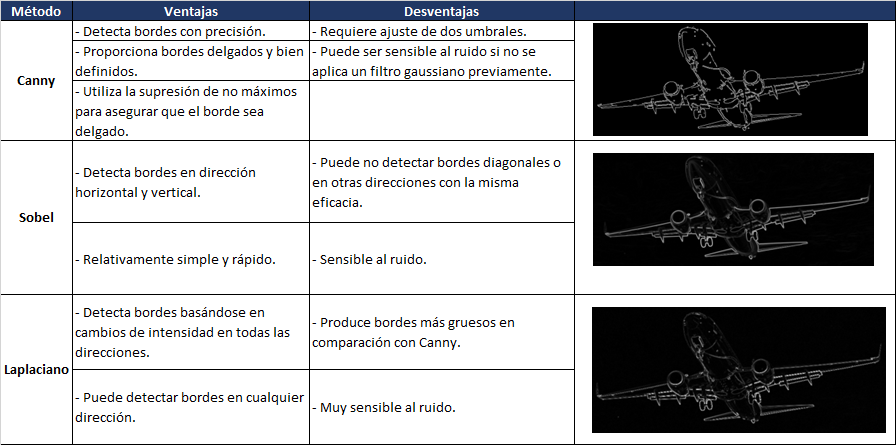 Método Ventajas Desventajas
Canny
- Detecta bordes con precisión.
- Requiere ajuste de dos umbrales.
- Proporciona bordes delgados y bien
definidos.
- Puede ser sensible al ruido si no se
aplica un filtro gaussiano previamente.
- Utiliza la supresión de no máximos
para asegurar que el borde sea
delgado.
Sobel
- Detecta bordes en dirección
horizontal y vertical.
- Puede no detectar bordes diagonales o
en otras direcciones con la misma
eficacia.
- Relativamente simple y rápido.
- Sensible al ruido.
Laplaciano
- Detecta bordes basándose en
cambios de intensidad en todas las
direcciones.
- Produce bordes más gruesos en
comparación con Canny.
- Puede detectar bordes en cualquier
dirección.
- Muy sensible al ruido.